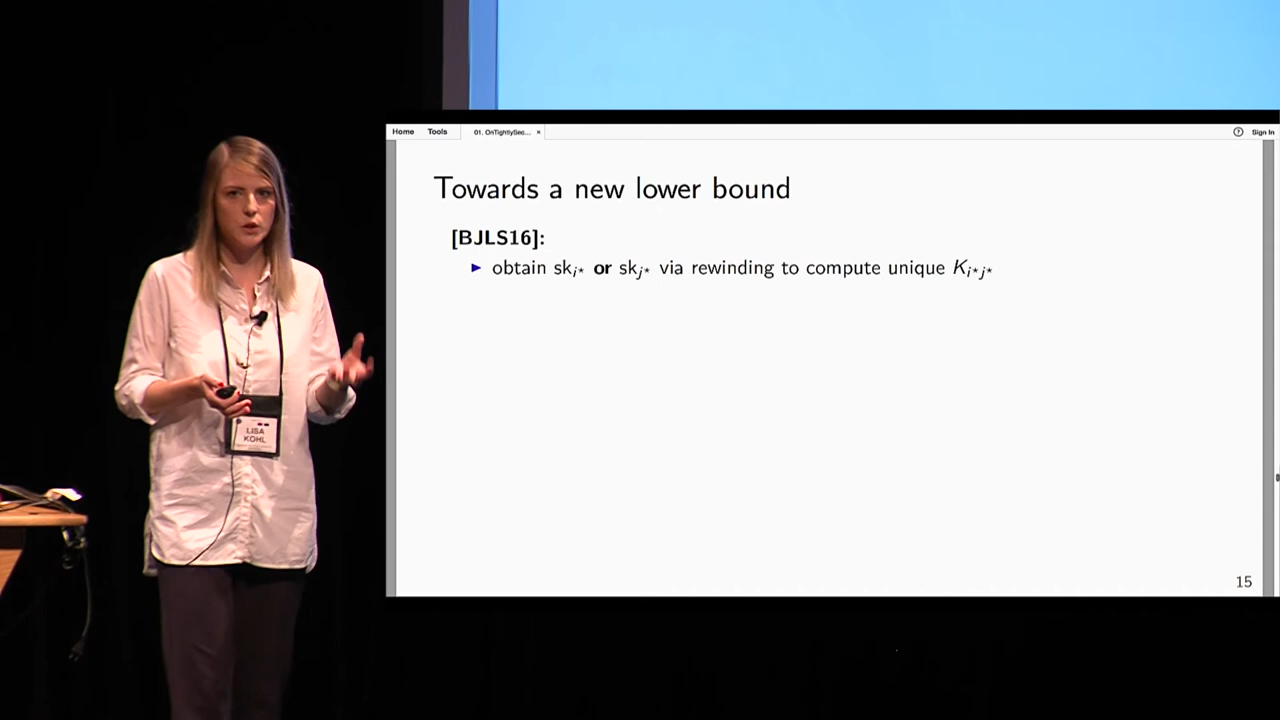 Home Tools 01. OnTightlySec... × ? Sign In
Towards a new lower bound
[BJLS16]:
▶ obtain sk_{i*} or sk_{j*} via rewinding to compute unique K_{i*j*}
15
LISA
KOHL